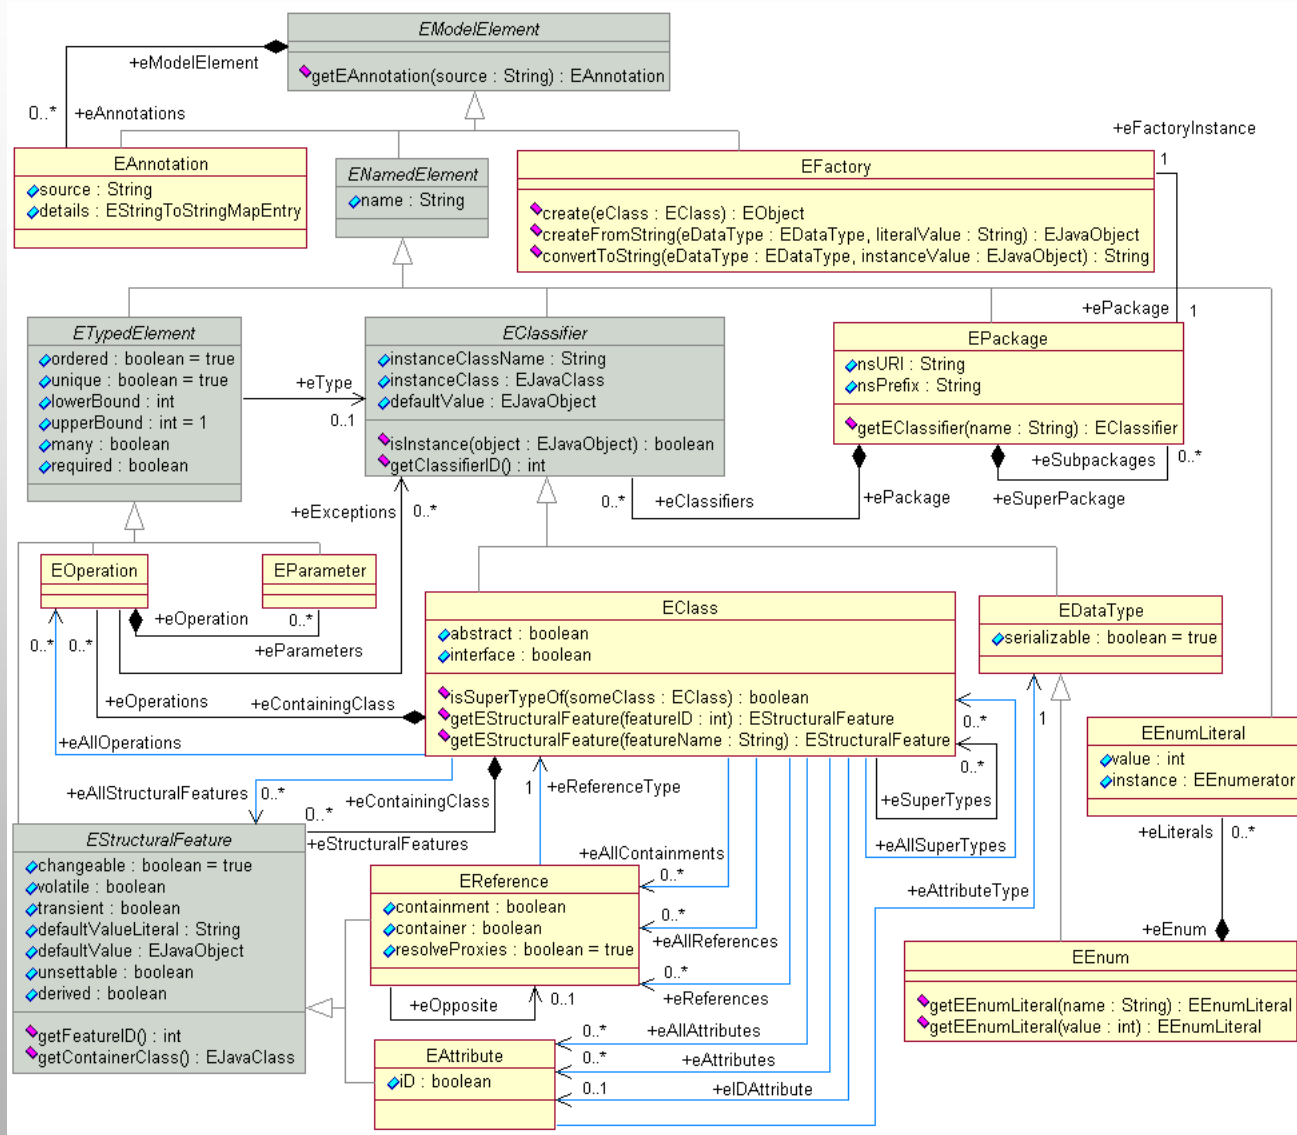 EModelElement
getEAnnotation(source : String) : EAnnotation
+eModelElement
0..*
+eAnnotations
+eFactoryInstance
1
EAnnotation
source : String
details : EStringToStringMapEntry
ENamedElement
name : String
EFactory
create(eClass : EClass) : EObject
createFromString(eDataType : EDataType, literalValue : String) : EJavaObject
convertToString(eDataType : EDataType, instanceValue : EJavaObject) : String
+ePackage
1
ETypedElement
ordered : boolean = true
unique : boolean = true
lowerBound : int
upperBound : int = 1
many : boolean
required : boolean
+eType
0..1
EClassifier
instanceClassName : String
instanceClass : EJavaClass
defaultValue : EJavaObject
isInstance(object : EJavaObject) : boolean
getClassifierID() : int
EPackage
nsURI : String
nsPrefix : String
getEClassifier(name : String) : EClassifier
+eSubpackages
0..*
+eSuperPackage
0..*
+eClassifiers
+ePackage
+eExceptions
0..*
EOperation
EParameter
+eOperation
0..*
+eParameters
0..*
0..*
+eOperations
+eContainingClass
+eAllOperations
EClass
abstract : boolean
interface : boolean
isSuperTypeOf(someClass : EClass) : boolean
getEStructuralFeature(featureID : int) : EStructuralFeature
getEStructuralFeature(featureName : String) : EStructuralFeature
EDataType
serializable : boolean = true
0..*
1
0..*
+eSuperTypes
+eAllSuperTypes
EEnumLiteral
value : int
instance : EEnumerator
+eLiterals
0..*
+eAllStructuralFeatures
0..*
+eContainingClass
0..*
+eStructuralFeatures
1
+eReferenceType
+eAllContainments
0..*
+eAttributeType
EStructuralFeature
changeable : boolean = true
volatile : boolean
transient : boolean
defaultValueLiteral : String
defaultValue : EJavaObject
unsettable : boolean
derived : boolean
getFeatureID() : int
getContainerClass() : EJavaClass
EReference
containment : boolean
container : boolean
resolveProxies : boolean = true
0..*
+eAllReferences
0..*
+eReferences
+eOpposite
0..1
+eEnum
EEnum
getEEnumLiteral(name : String) : EEnumLiteral
getEEnumLiteral(value : int) : EEnumLiteral
0..*
+eAllAttributes
0..*
+eAttributes
0..1
+eIDAttribute
EAttribute
iD : boolean